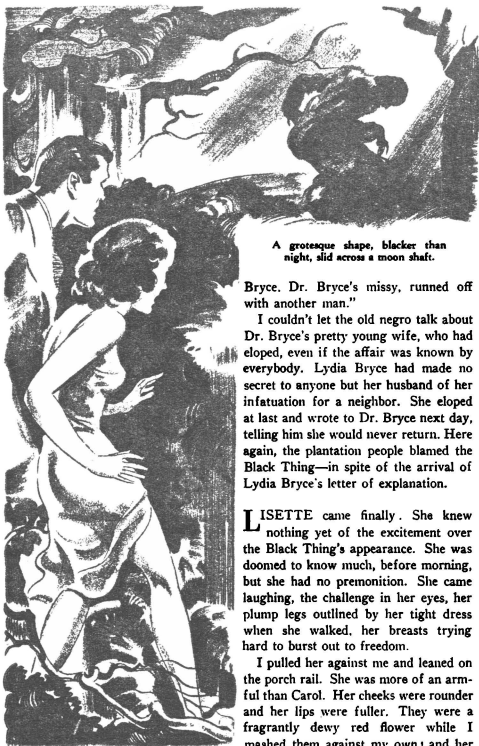 A grotesque shape, blacker than
night, slid across a moon shaft.
Bryce. Dr. Bryce's missy, runned off
with another man."
I couldn't let the old negro talk about
Dr. Bryce's pretty young wife, who had
eloped, even if the affair was known by
everybody. Lydia Bryce had made no
secret to anyone but her husband of her
infatuation for a neighbor. She eloped
at last and wrote to Dr. Bryce next day,
telling him she would never return. Here
again, the plantation people blamed the
Black Thing—in spite of the arrival of
Lydia Bryce's letter of explanation.
LISETTE came finally. She knew
nothing yet of the excitement over
the Black Thing's appearance. She was
doomed to know much, before morning,
but she had no premonition. She came
laughing, the challenge in her eyes, her
plump legs outlined by her tight dress
when she walked, her breasts trying
hard to burst out to freedom.
I pulled her against me and leaned on
the porch rail. She was more of an arm-
ful than Carol. Her cheeks were rounder
and her lips were fuller. They were a
fragrantly dewy red flower while I
mashed them against my own; and her